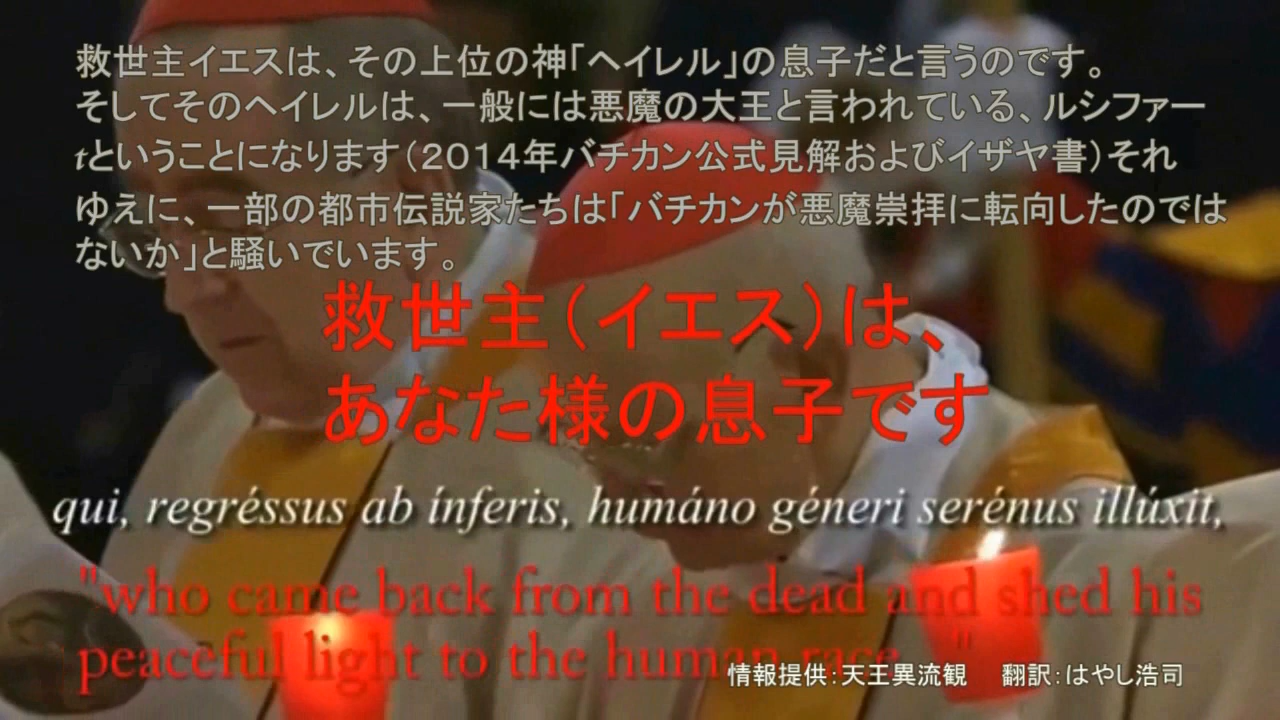 救世主イエスは、その上位の神「ヘイレル」の息子だと言うのです。
そしてそのヘイレルは、一般には悪魔の大王と言われている、ルシファー
tということになります（２０１４年バチカン公式見解およびイザヤ書）それ
ゆえに、一部の都市伝説家たちは「バチカンが悪魔崇拝に転向したのでは
ないか」と騒いでいます。
救世主（イエス）は、
あなた様の息子です
qui, regréssus ab ínferis, humáno géneri serénus illúxit,
"who came back from the dead and shed his
peaceful light to the human race..."
情報提供：天王異流観　翻訳：はやし浩司